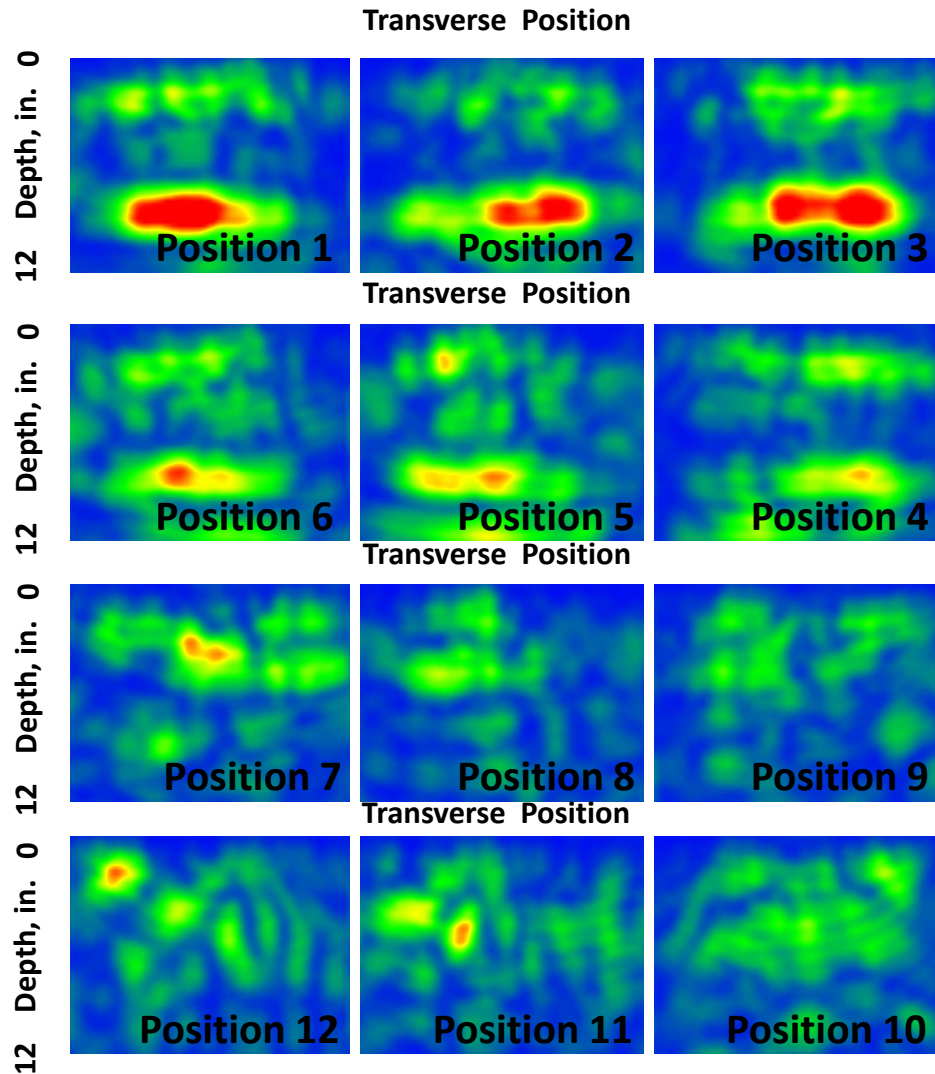 Transverse Position
0
Depth, in.
12
Position 1
Position 2
Position 3
Transverse Position
0
Depth, in.
12
Position 6
Position 5
Position 4
Transverse Position
0
Depth, in.
12
Position 7
Position 8
Position 9
Transverse Position
0
Depth, in.
12
Position 12
Position 11
Position 10